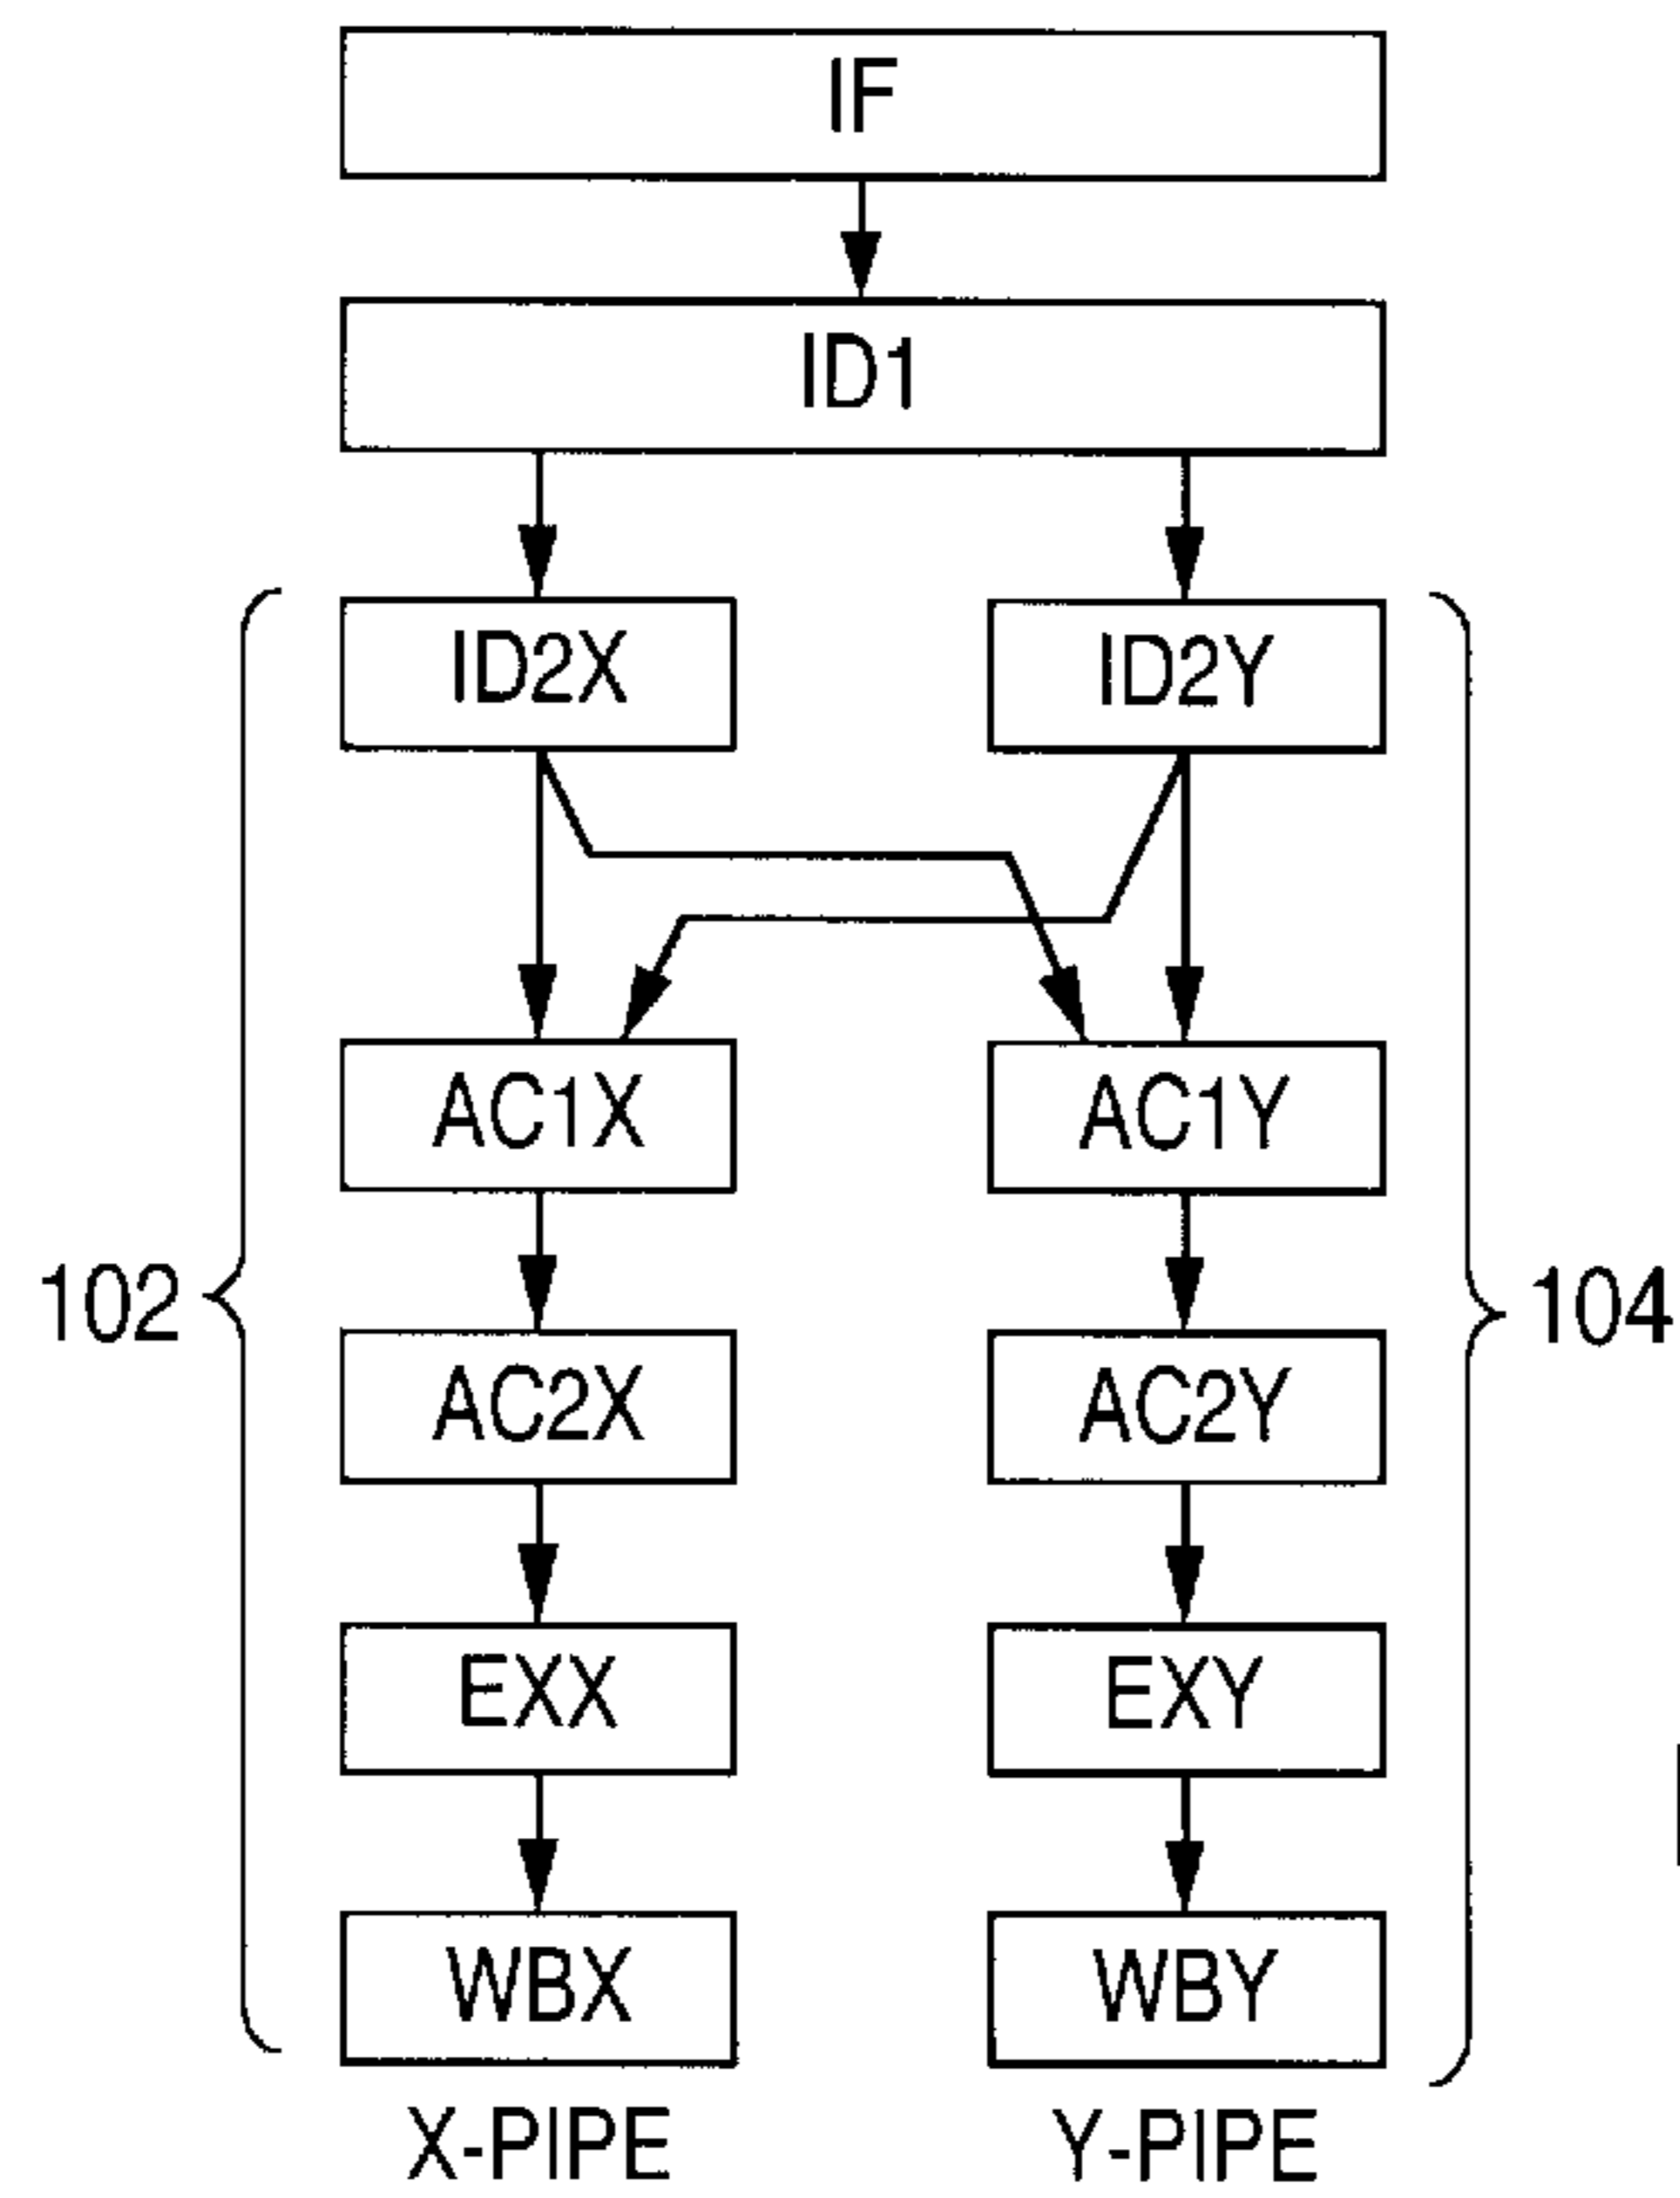 IF
ID1
ID2X
ID2Y
AC1X
AC1Y
102
104
AC2X
AC2Y
EXX
EXY
WBX
WBY
X-PIPE
Y-PIPE